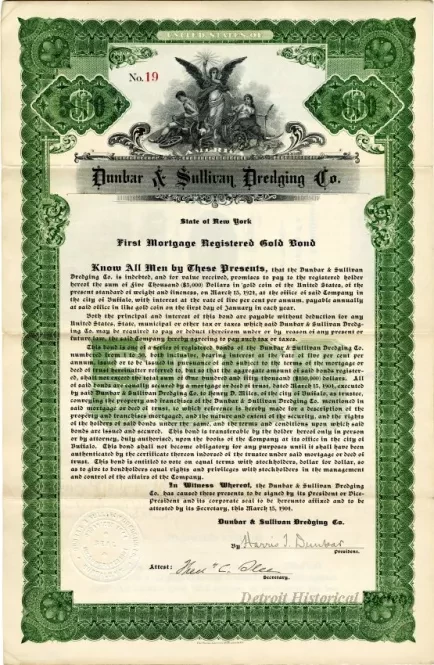 UNITED STATES OF
No. 19
5000 5000
Dunbar & Sullivan Dredging Co.
State of New York
First Mortgage Registered Gold Bond
Know All Men by These Presents, that the Dunbar & Sullivan
Dredging Co. is indebted, and for value received, promises to pay to the registered holder
hereof the sum of Five Thousand ($5,000) Dollars in gold coin of the United States, of the
present standard of weight and fineness, on March 15, 1921, at the office of said Company in
the city of Buffalo, with interest at the rate of five per cent per annum, payable annually
at said office in like gold coin on the first day of January in each year.
Both the principal and interest of this bond are payable without deduction for any
United States, State, municipal or other tax or taxes which said Dunbar & Sullivan Dredg-
ing Co. may be required to pay or deduct therefrom under or by reason of any present or
future law, the said Company hereby agreeing to pay such tax or taxes.
This bond is one of a series of registered bonds of the Dunbar & Sullivan Dredging Co.
numbered from 1 to 30, both inclusive, bearing interest at the rate of five per cent per
annum, issued or to be issued in pursuance of and subject to the terms of the mortgage or
deed of trust hereinafter referred to, but so that the aggregate amount of said bonds register-
ed, shall not exceed the total sum of One hundred and fifty thousand ($150,000) dollars. All
of said bonds are equally secured by a mortgage or deed of trust, dated March 15, 1901, executed
by said Dunbar & Sullivan Dredging Co. to Henry D. Miles, of the city of Buffalo, as trustee,
conveying the property and franchise of the Dunbar & Sullivan Dredging Co. mentioned in
said mortgage or deed of trust, to which reference is hereby made for a description of the
property and franchises mortgaged, and the nature and extent of the security, and the rights
of the holders of said bonds under the same, and the terms and conditions upon which said
bonds are issued and secured. This bond is transferable by the holder hereof only in person
or by attorney, duly authorized, upon the books of the Company at its office in the city of
Buffalo. This bond shall not become obligatory for any purposes until it shall have been
authenticated by the certificate thereon indorsed of the trustee under said mortgage or deed of
trust. This bond is entitled to vote on equal terms with stockholders, dollar for dollar, so
as to give to bondholders equal rights and privileges with stockholders in the management
and control of the affairs of the Company.
In Witness Whereof, the Dunbar & Sullivan Dredging
Co. has caused these presents to be signed by its President or Vice-
President and its corporate seal to be hereunto affixed and to be
attested by its Secretary, this March 15, 1901.
Dunbar & Sullivan Dredging Co.
By Harris T. Dunbar
President.
Attest:
Secretary.
Detroit Historical Society